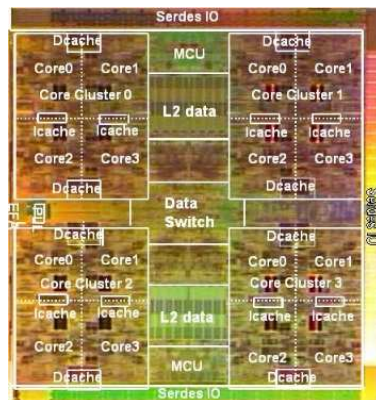 Serdes IO
Dcache
Core0 Core1
Core Cluster 0
Icache Icache
Core2 Core3
Dcache
MCU
L2 data
Dcache
Core0 Core1
Core Cluster 1
Icache Icache
Core2 Core3
Dcache
Data
Switch
Serdes IO
Dcache
Core0 Core1
Core Cluster 2
Icache Icache
Core2 Core3
Dcache
L2 data
MCU
Dcache
Core0 Core1
Core Cluster 3
Icache Icache
Core2 Core3
Dcache
Serdes IO